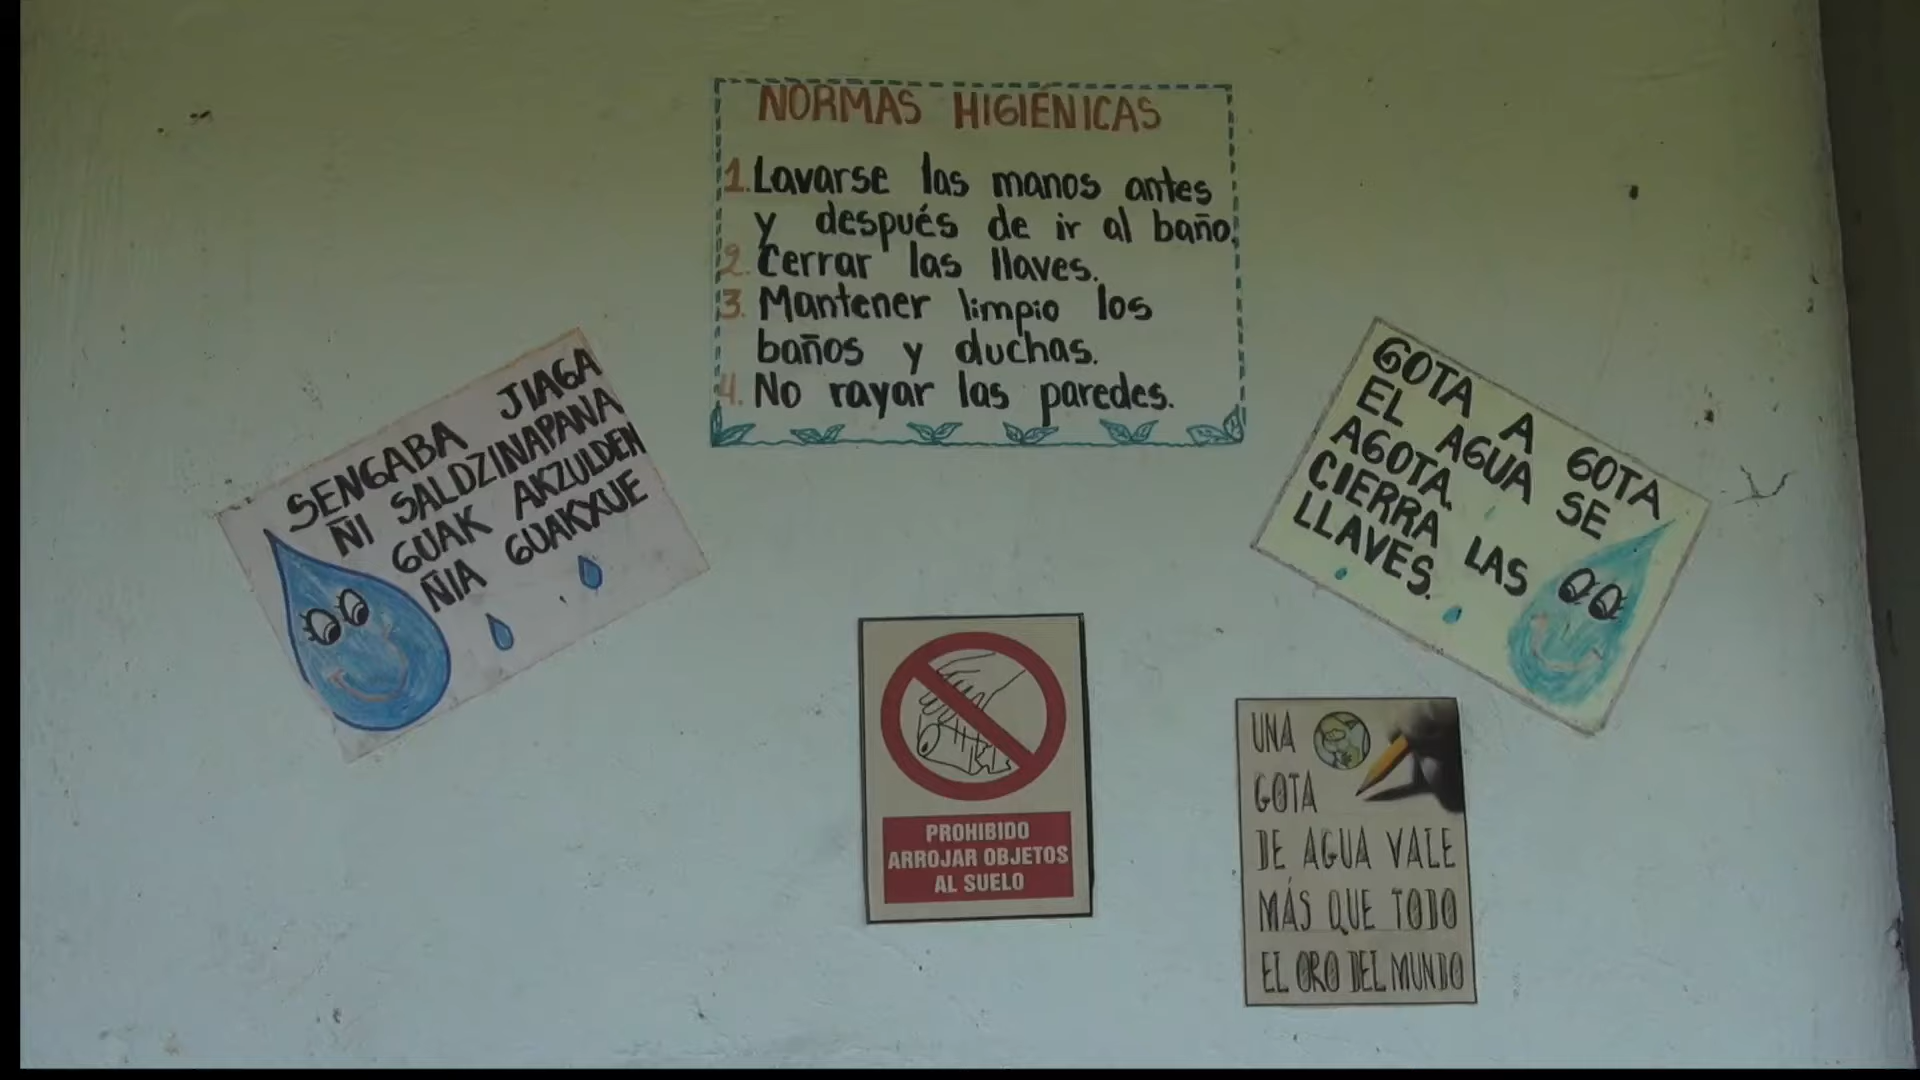 NORMAS HIGIÉNICAS
1. Lavarse las manos antes
y después de ir al baño.
2. Cerrar las llaves.
3. Mantener limpio los
baños y duchas.
4. No rayar las paredes.
SENGABA JIAGA
ÑI SALDZINAPANA
GUAK AKZULDEN
ÑIA GUAKXUE
GOTA A GOTA
EL AGUA SE
AGOTA.
CIERRA LAS
LLAVES.
PROHIBIDO
ARROJAR OBJETOS
AL SUELO
UNA
GOTA
DE AGUA VALE
MÁS QUE TODO
EL ORO DEL MUNDO